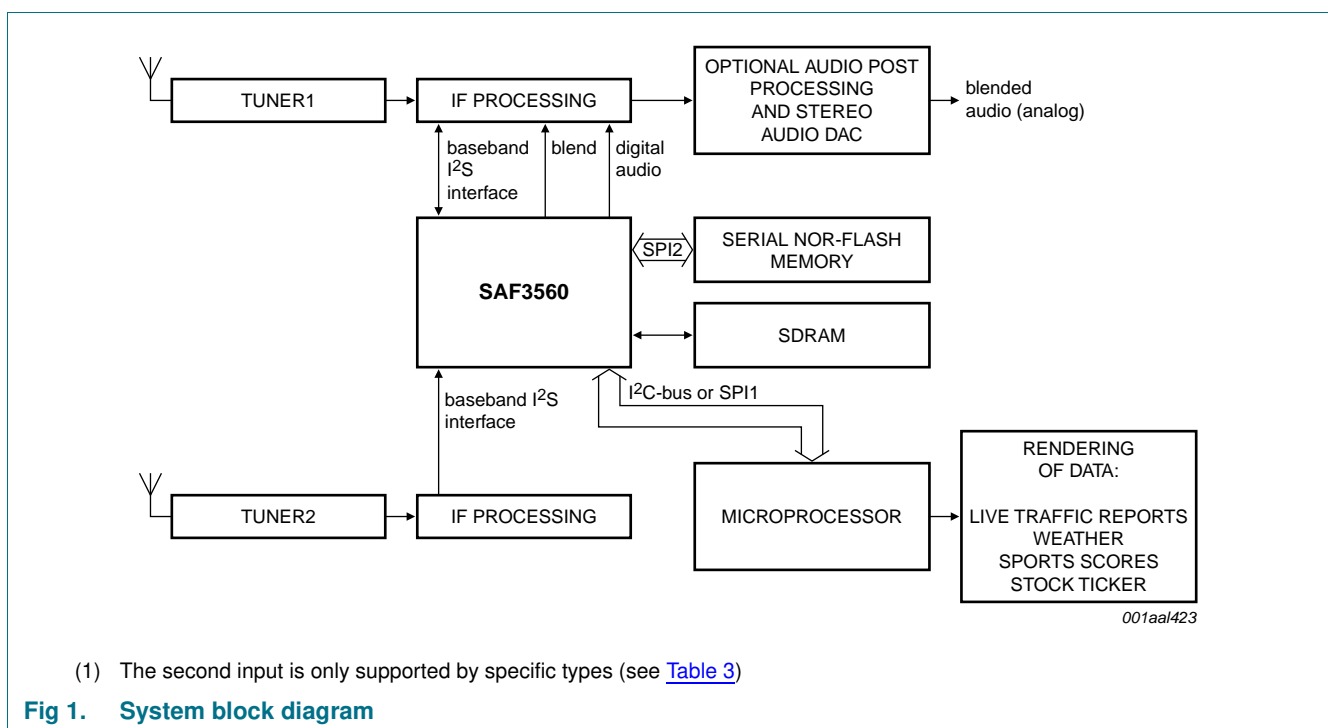 TUNER1
IF PROCESSING
OPTIONAL AUDIO POST
PROCESSING
AND STEREO
AUDIO DAC
blended
audio (analog)
baseband
I2S
interface
blend
digital
audio
SAF3560
SPI2
SERIAL NOR-FLASH
MEMORY
SDRAM
baseband I2S
interface
I2C-bus or SPI1
TUNER2
IF PROCESSING
MICROPROCESSOR
RENDERING
OF DATA:
LIVE TRAFFIC REPORTS
WEATHER
SPORTS SCORES
STOCK TICKER
001aal423
(1) The second input is only supported by specific types (see Table 3)
Fig 1. System block diagram